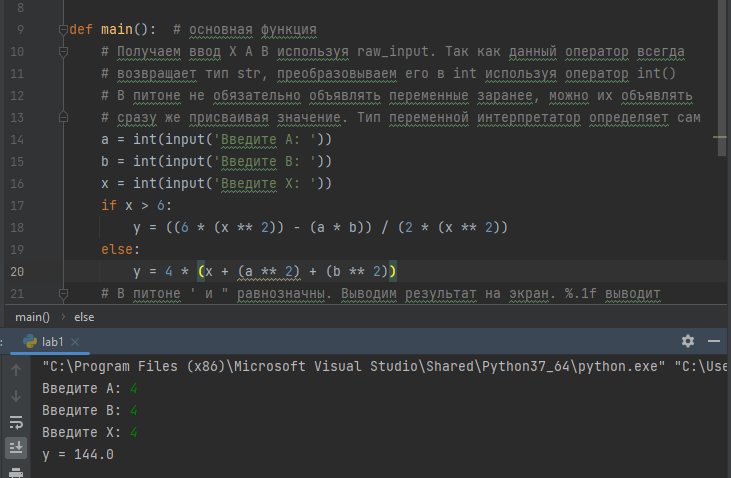 8
9 def main():  # основная функция
10 # Получаем ввод X A B используя raw_input. Так как данный оператор всегда
11 # возвращает тип str, преобразовываем его в int используя оператор int()
12 # В питоне не обязательно объявлять переменные заранее, можно их объявлять
13 # сразу же присваивая значение. Тип переменной интерпретатор определяет сам
14 a = int(input('Введите A: '))
15 b = int(input('Введите B: '))
16 x = int(input('Введите X: '))
17 if x > 6:
18 y = ((6 * (x ** 2)) - (a * b)) / (2 * (x ** 2))
19 else:
20 y = 4 * (x + (a ** 2) + (b ** 2))
21 # В питоне ' и " равнозначны. Выводим результат на экран. %.1f выводит
main() › else
: lab1 ×
"C:\Program Files (x86)\Microsoft Visual Studio\Shared\Python37_64\python.exe" "C:\Use
Введите A: 4
Введите B: 4
Введите X: 4
y = 144.0